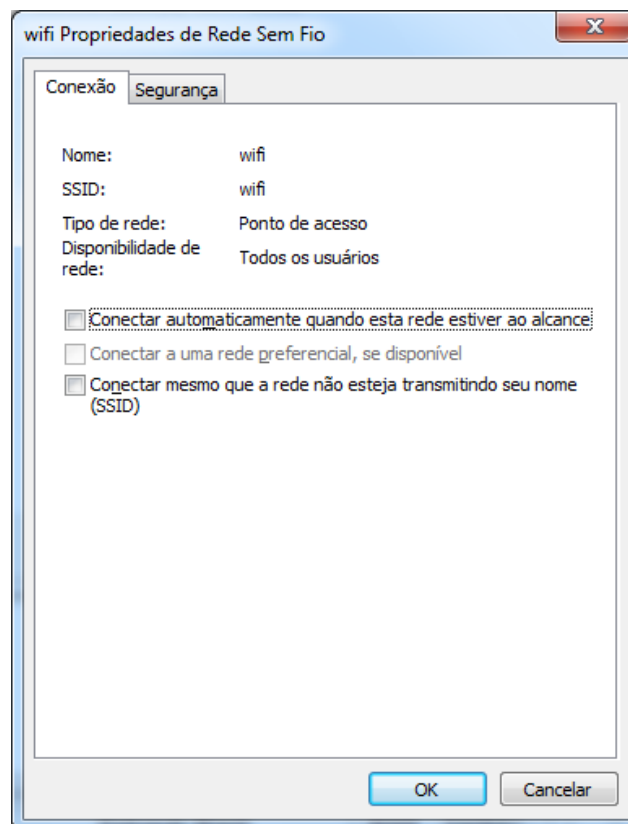 wifi Propriedades de Rede Sem Fio
Conexão Segurança
Nome: wifi
SSID: wifi
Tipo de rede: Ponto de acesso
Disponibilidade de
rede: Todos os usuários
Conectar automaticamente quando esta rede estiver ao alcance
Conectar a uma rede preferencial, se disponível
Conectar mesmo que a rede não esteja transmitindo seu nome
(SSID)
OK Cancelar